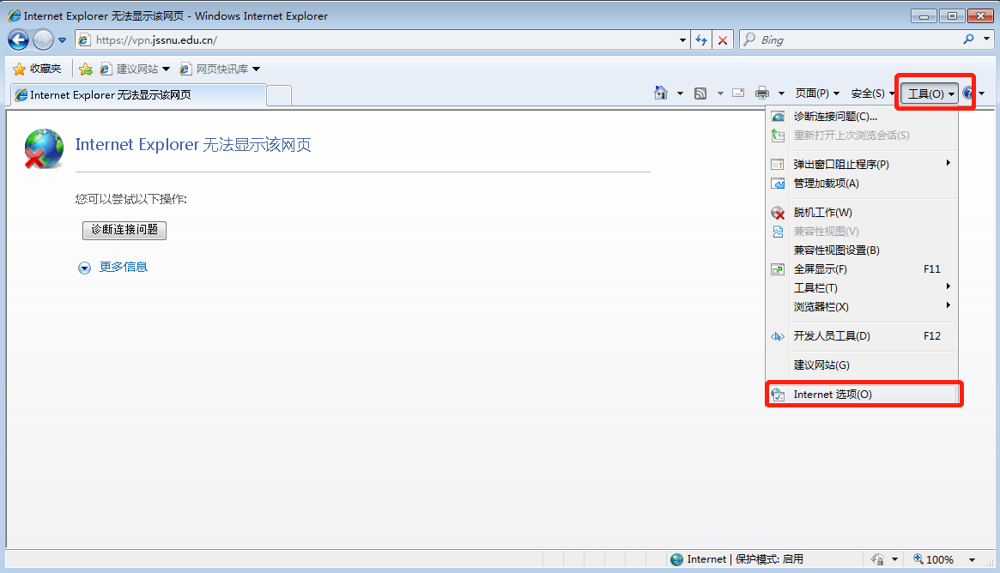 Internet Explorer 无法显示该网页 - Windows Internet Explorer
https://vpn.jssnu.edu.cn/
Bing
收藏夹
建议网站
网页快讯库
Internet Explorer 无法显示该网页
页面(P)
安全(S)
工具(O)
Internet Explorer 无法显示该网页
您可以尝试以下操作:
诊断连接问题
更多信息
诊断连接问题(C)...
重新打开上次浏览会话(S)
弹出窗口阻止程序(P)
管理加载项(A)
脱机工作(W)
兼容性视图(V)
兼容性视图设置(B)
全屏显示(F) F11
工具栏(T)
浏览器栏(X)
开发人员工具(D) F12
建议网站(G)
Internet 选项(O)
Internet | 保护模式: 启用
100%